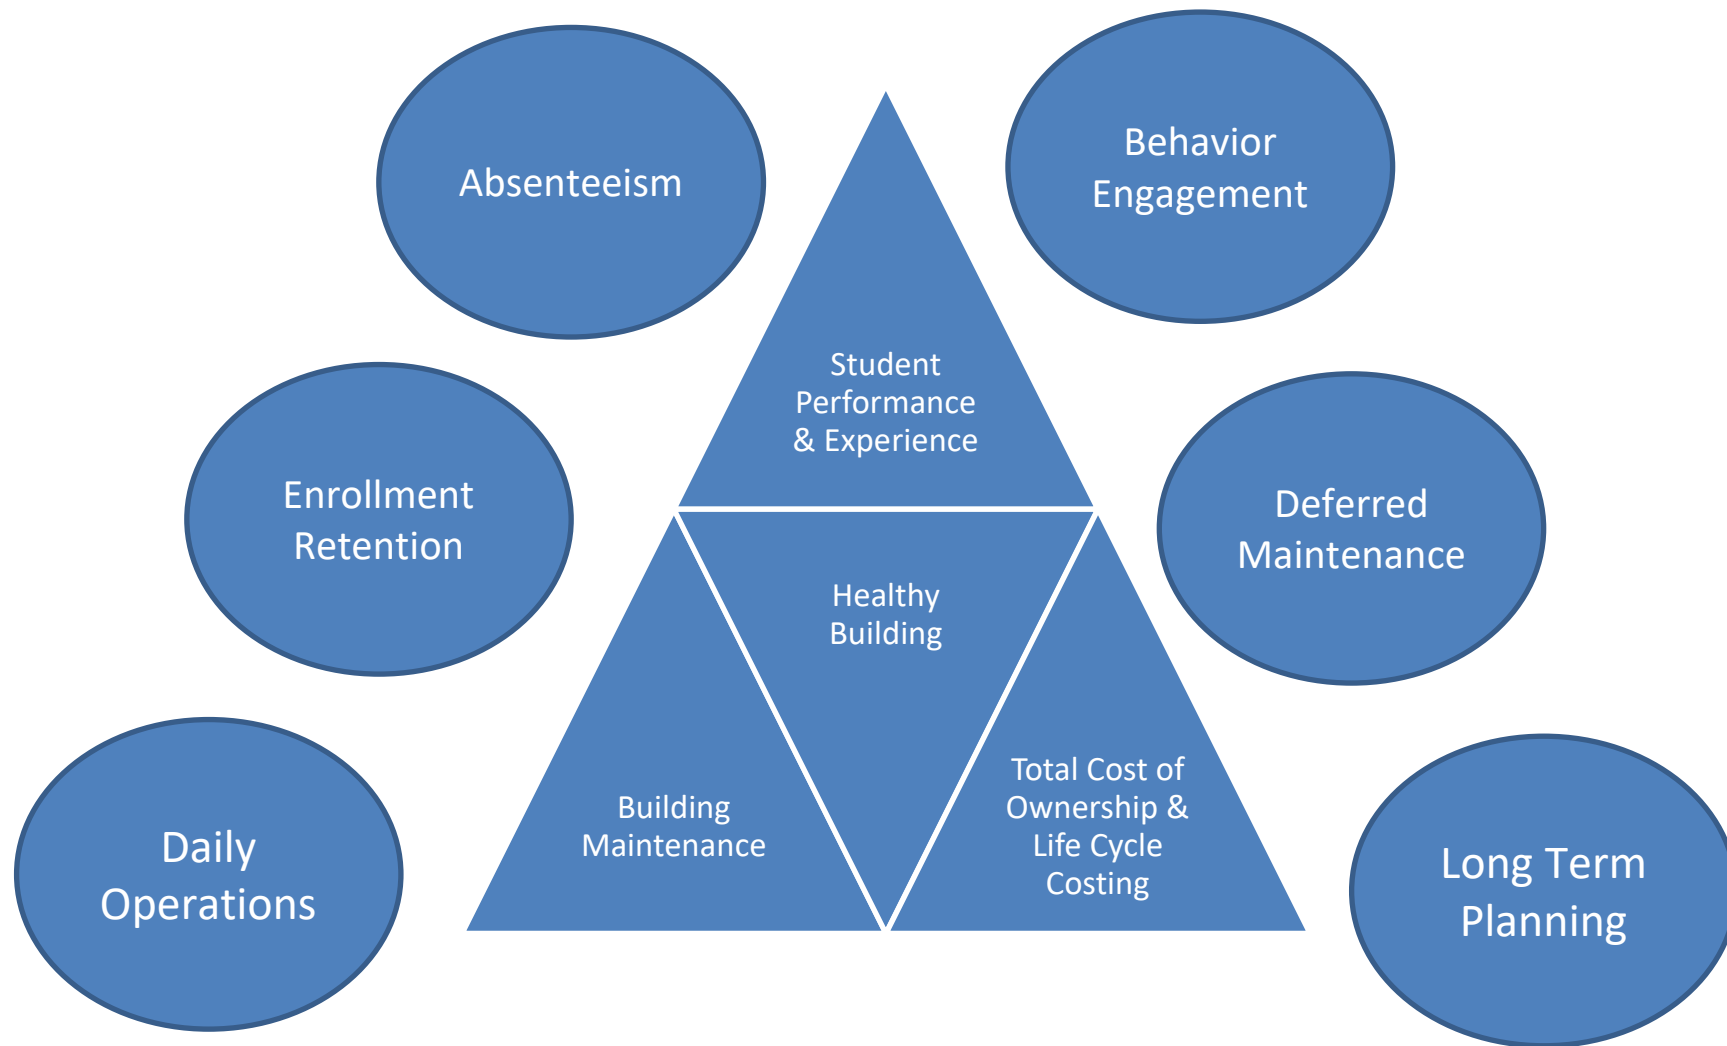 Absenteeism
Behavior
Engagement
Student
Performance
& Experience
Enrollment
Retention
Deferred
Maintenance
Healthy
Building
Building
Maintenance
Total Cost of
Ownership &
Life Cycle
Costing
Daily
Operations
Long Term
Planning